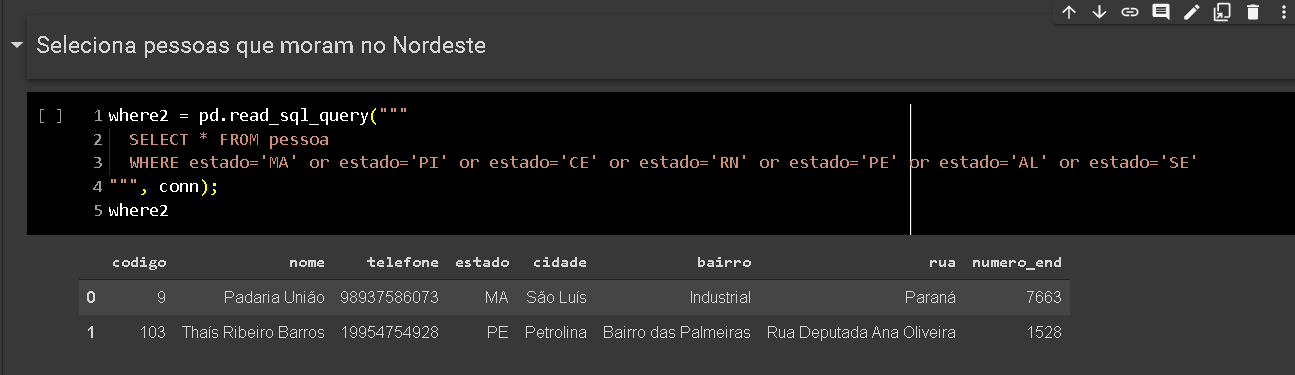 Seleciona pessoas que moram no Nordeste
[ ] 1 where2 = pd.read_sql_query("""
2 SELECT * FROM pessoa
3 WHERE estado='MA' or estado='PI' or estado='CE' or estado='RN' or estado='PE' or estado='AL' or estado='SE'
4 """, conn);
5 where2
codigo nome telefone estado cidade bairro rua numero_end
0 9 Padaria União 98937586073 MA São Luís Industrial Paraná 7663
1 103 Thaís Ribeiro Barros 19954754928 PE Petrolina Bairro das Palmeiras Rua Deputada Ana Oliveira 1528